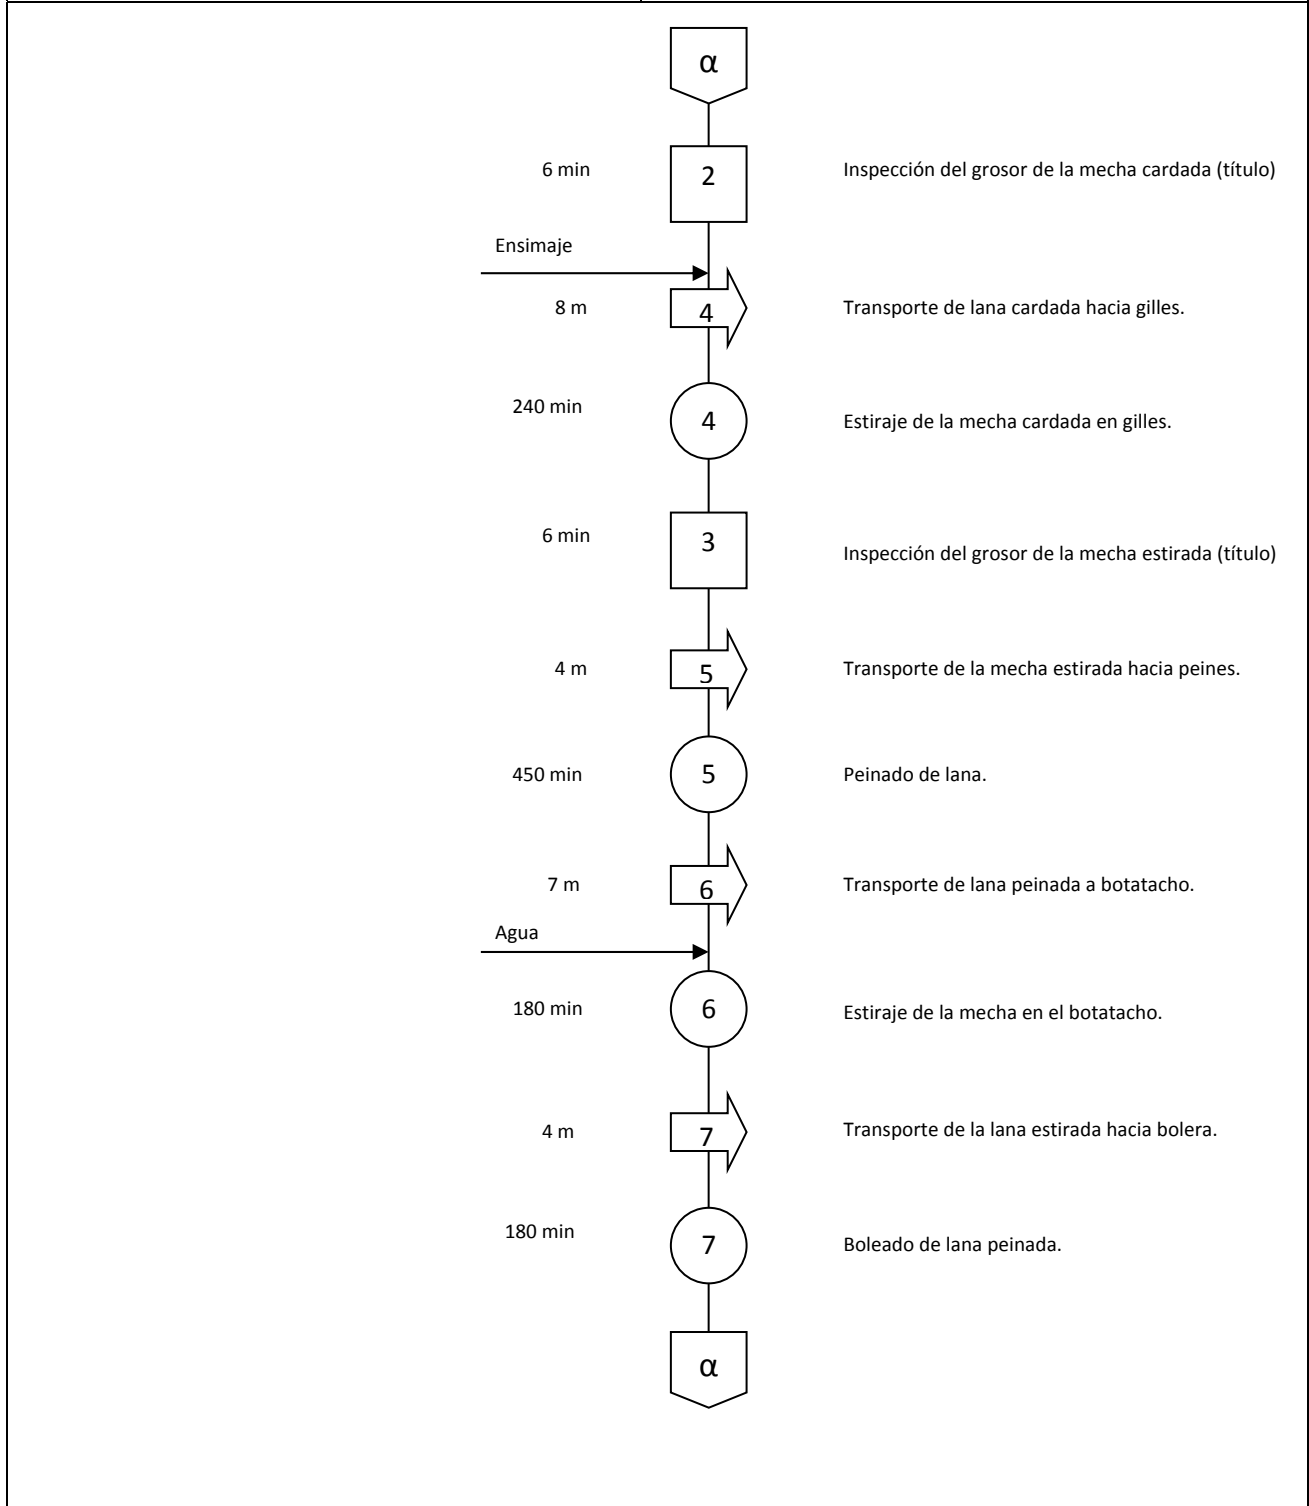 α
6 min 2 Inspección del grosor de la mecha cardada (título)
Ensimaje
8 m 4 Transporte de lana cardada hacia gilles.
240 min 4 Estiraje de la mecha cardada en gilles.
6 min 3 Inspección del grosor de la mecha estirada (título)
4 m 5 Transporte de la mecha estirada hacia peines.
450 min 5 Peinado de lana.
7 m 6 Transporte de lana peinada a botatacho.
Agua
180 min 6 Estiraje de la mecha en el botatacho.
4 m 7 Transporte de la lana estirada hacia bolera.
180 min 7 Boleado de lana peinada.
α